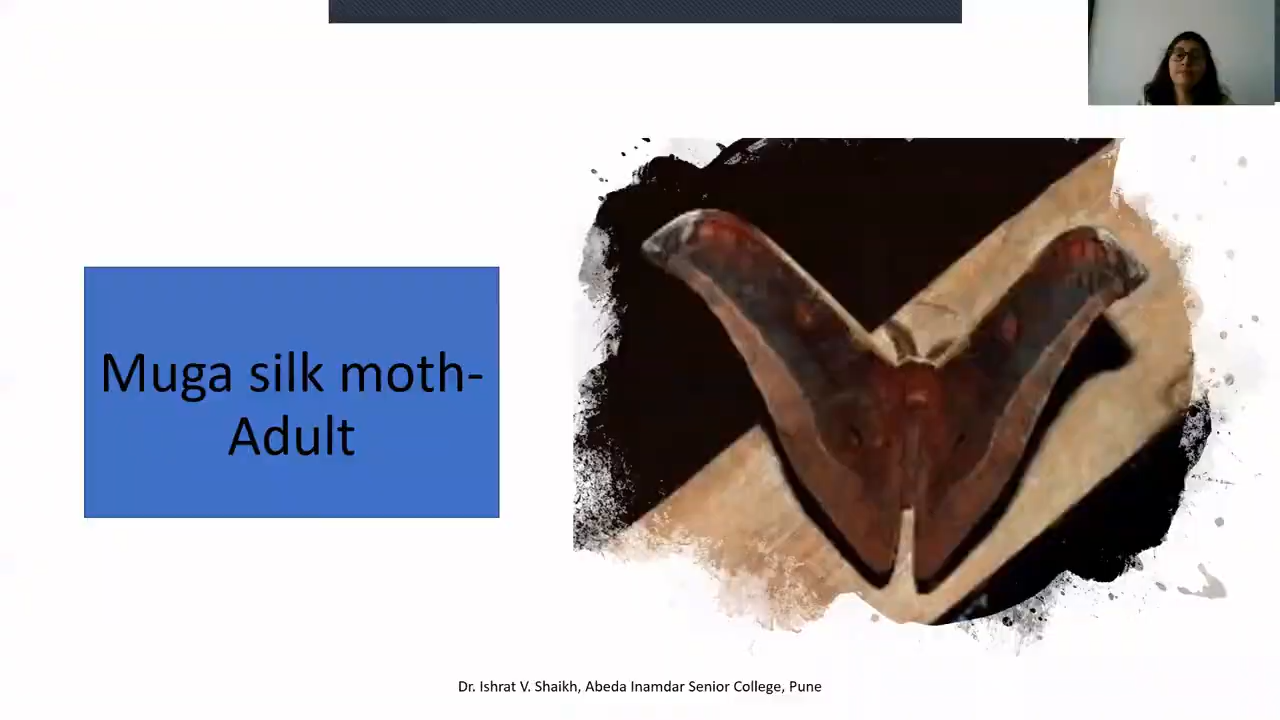 Muga silk moth-
Adult
Dr. Ishrat V. Shaikh, Abeda Inamdar Senior College, Pune